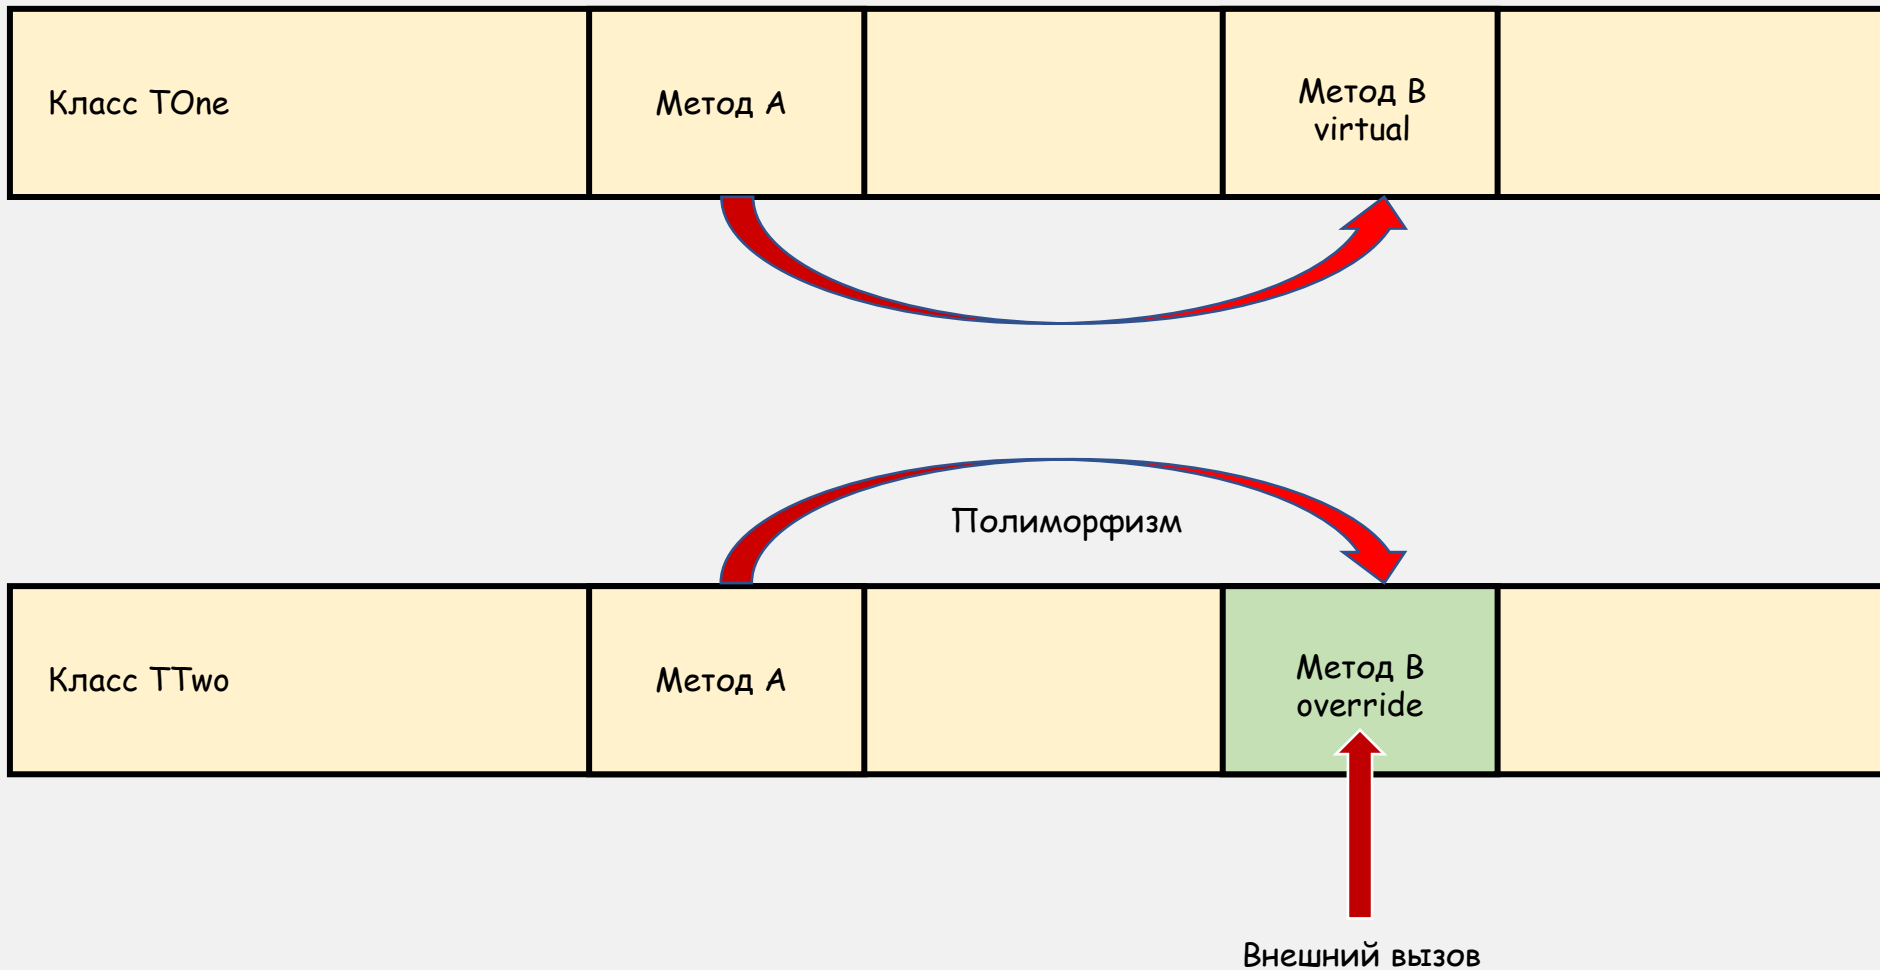 Класс TOne
Метод A
Метод B
virtual
Полиморфизм
Класс TTwo
Метод A
Метод B
override
Внешний вызов